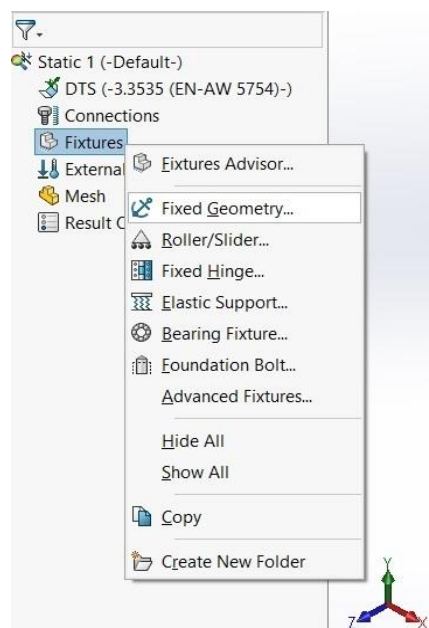 Static 1 (-Default-)
DTS (-3.3535 (EN-AW 5754)-)
Connections
Fixtures
External
Mesh
Result
Fixtures Advisor...
Fixed Geometry...
Roller/Slider...
Fixed Hinge...
Elastic Support...
Bearing Fixture...
Foundation Bolt...
Advanced Fixtures...
Hide All
Show All
Copy
Create New Folder
Y
Z
X